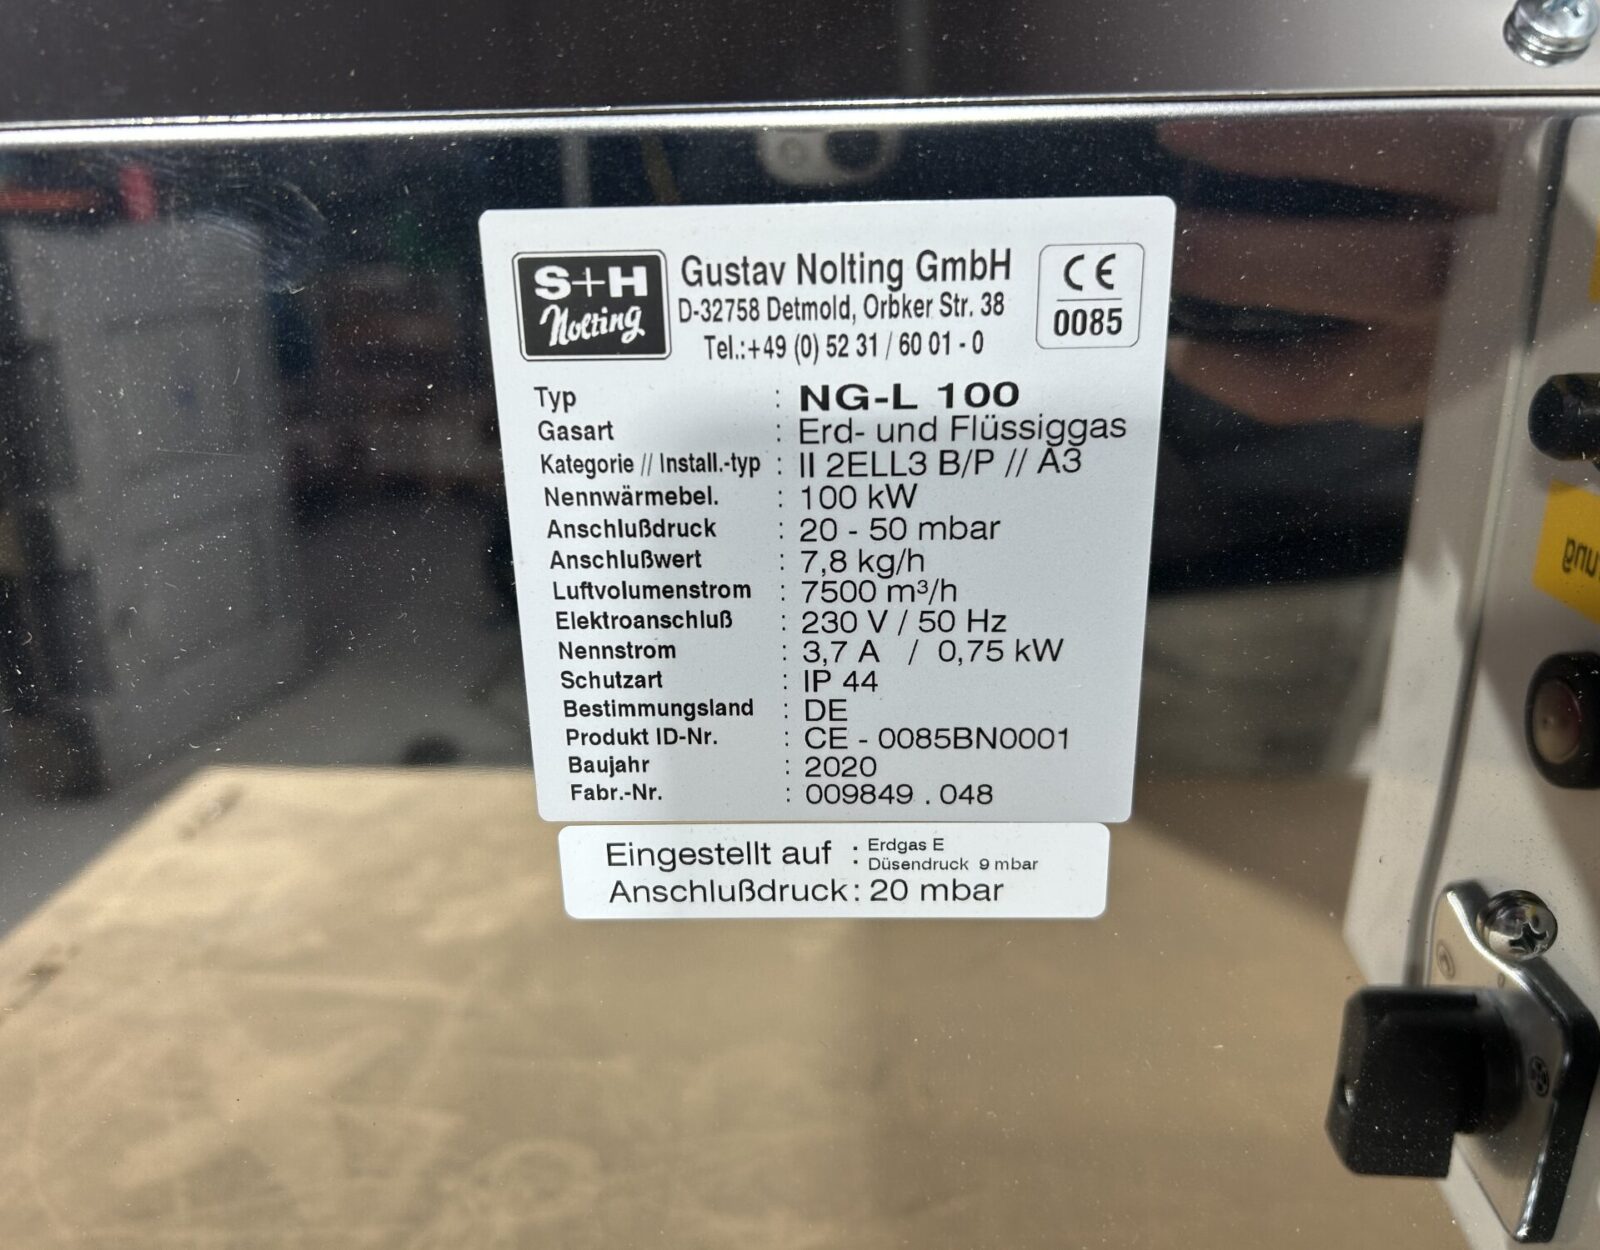 S+H
Nolting
Gustav Nolting GmbH
D-32758 Detmold, Orbker Str. 38
Tel.:+49 (0) 52 31 / 60 01 - 0
CE
0085
Typ : NG-L 100
Gasart : Erd- und Flüssiggas
Kategorie // Install.-typ : II 2ELL3 B/P // A3
Nennwärmebel. : 100 kW
Anschlußdruck : 20 - 50 mbar
Anschlußwert : 7,8 kg/h
Luftvolumenstrom : 7500 m³/h
Elektroanschluß : 230 V / 50 Hz
Nennstrom : 3,7 A / 0,75 kW
Schutzart : IP 44
Bestimmungsland : DE
Produkt ID-Nr. : CE - 0085BN0001
Baujahr : 2020
Fabr.-Nr. : 009849 . 048
Eingestellt auf : Erdgas E
: Düsendruck 9 mbar
Anschlußdruck : 20 mbar